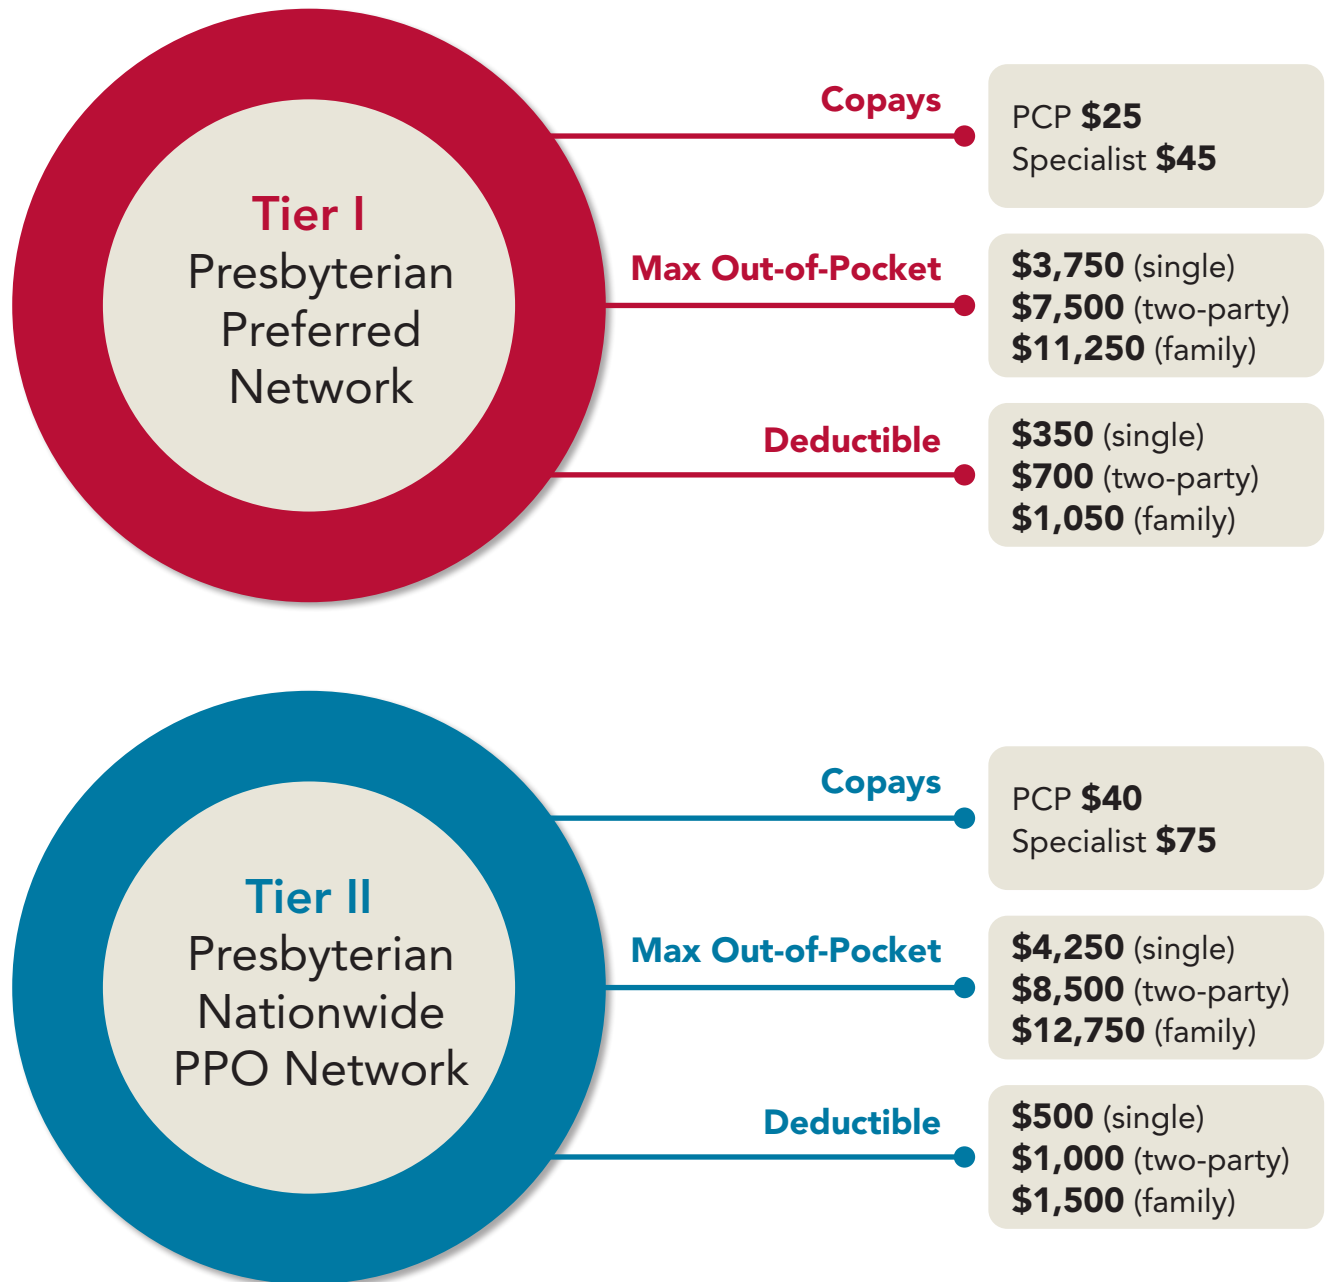 Tier I
Presbyterian
Preferred
Network
Copays
PCP $25
Specialist $45
Max Out-of-Pocket
$3,750 (single)
$7,500 (two-party)
$11,250 (family)
Deductible
$350 (single)
$700 (two-party)
$1,050 (family)
Tier II
Presbyterian
Nationwide
PPO Network
Copays
PCP $40
Specialist $75
Max Out-of-Pocket
$4,250 (single)
$8,500 (two-party)
$12,750 (family)
Deductible
$500 (single)
$1,000 (two-party)
$1,500 (family)